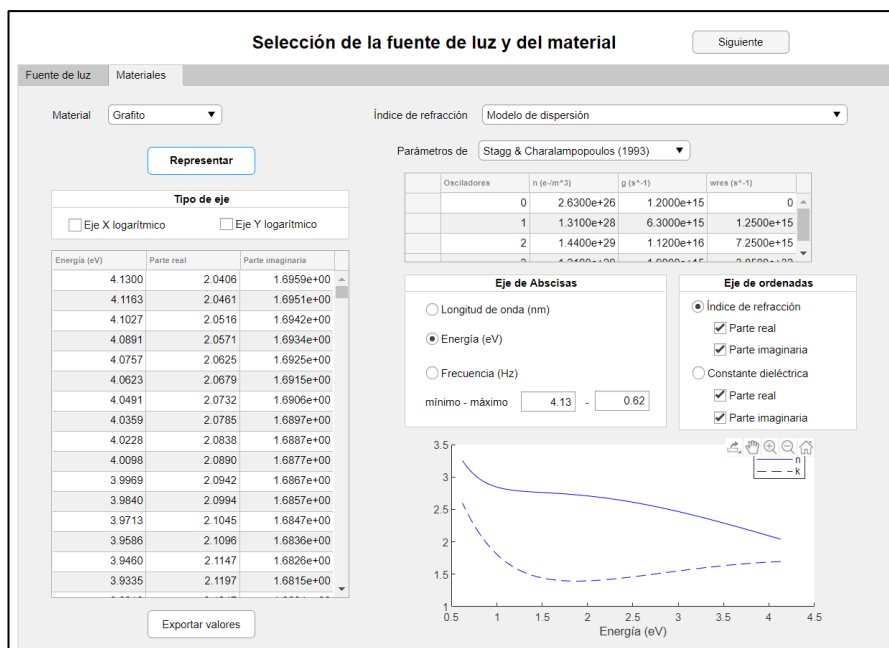 Selección de la fuente de luz y del material
Siguiente
Fuente de luz
Materiales
Material
Grafito
Índice de refracción
Modelo de dispersión
Representar
Parámetros de
Stagg & Charalampopoulos (1993)
Osciladores n (e-/m^3) g (s^-1) wres (s^-1)
0 2.6300e+26 1.2000e+15 0
1 1.3100e+28 6.3000e+15 1.2500e+15
2 1.4400e+29 1.1200e+16 7.2500e+15
Tipo de eje
Eje X logarítmico
Eje Y logarítmico
Energía (eV) Parte real Parte imaginaria
4.1300 2.0406 1.6959e+00
4.1163 2.0461 1.6951e+00
4.1027 2.0516 1.6942e+00
4.0891 2.0571 1.6934e+00
4.0757 2.0625 1.6925e+00
4.0623 2.0679 1.6915e+00
4.0491 2.0732 1.6906e+00
4.0359 2.0785 1.6897e+00
4.0228 2.0838 1.6887e+00
4.0098 2.0890 1.6877e+00
3.9969 2.0942 1.6867e+00
3.9840 2.0994 1.6857e+00
3.9713 2.1045 1.6847e+00
3.9586 2.1096 1.6836e+00
3.9460 2.1147 1.6826e+00
3.9335 2.1197 1.6815e+00
Exportar valores
Eje de Abscisas
Longitud de onda (nm)
Energía (eV)
Frecuencia (Hz)
mínimo - máximo 4.13 - 0.62
Eje de ordenadas
Índice de refracción
Parte real
Parte imaginaria
Constante dieléctrica
Parte real
Parte imaginaria
n
k
3.5
3
2.5
2
1.5
1
0.5 1 1.5 2 2.5 3 3.5 4 4.5
Energía (eV)